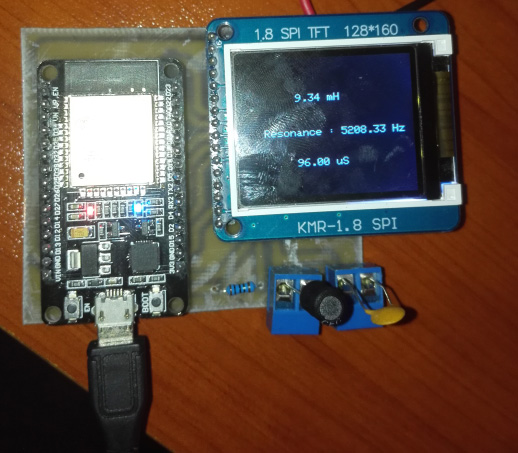 1.8 SPI TFT 128*160
9.34 mH
Resonance : 5208.33 Hz
96.00 uS
KMR-1.8 SPI
EN
BOOT